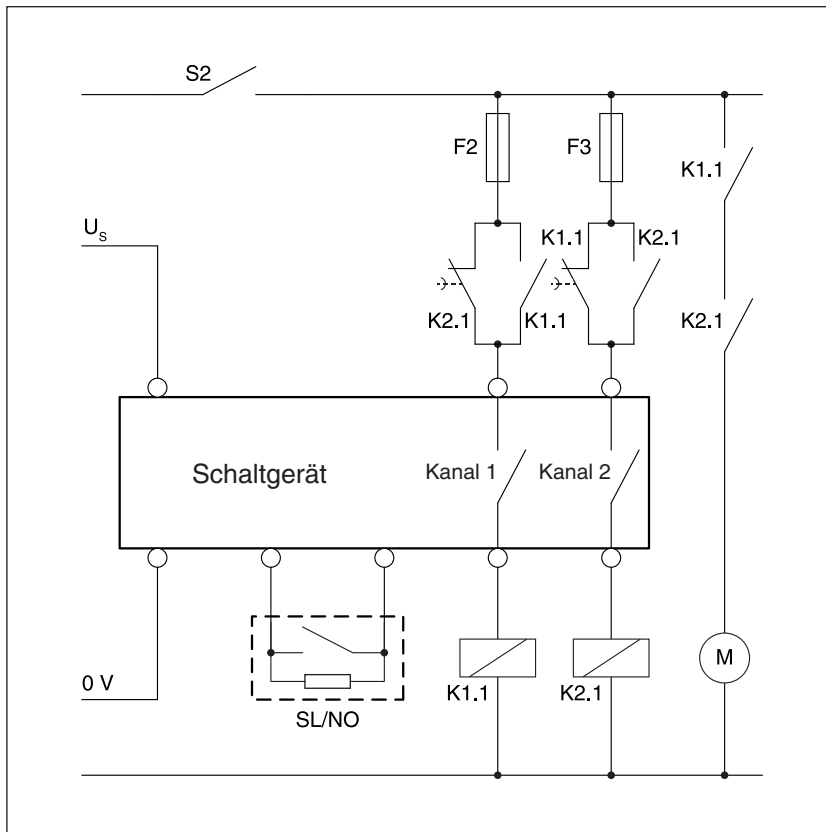 S2
F2
F3
K1.1
U_S
K1.1
K2.1
K2.1
K1.1
K2.1
Schaltgerät
Kanal 1
Kanal 2
0 V
SL/NO
K1.1
K2.1
M